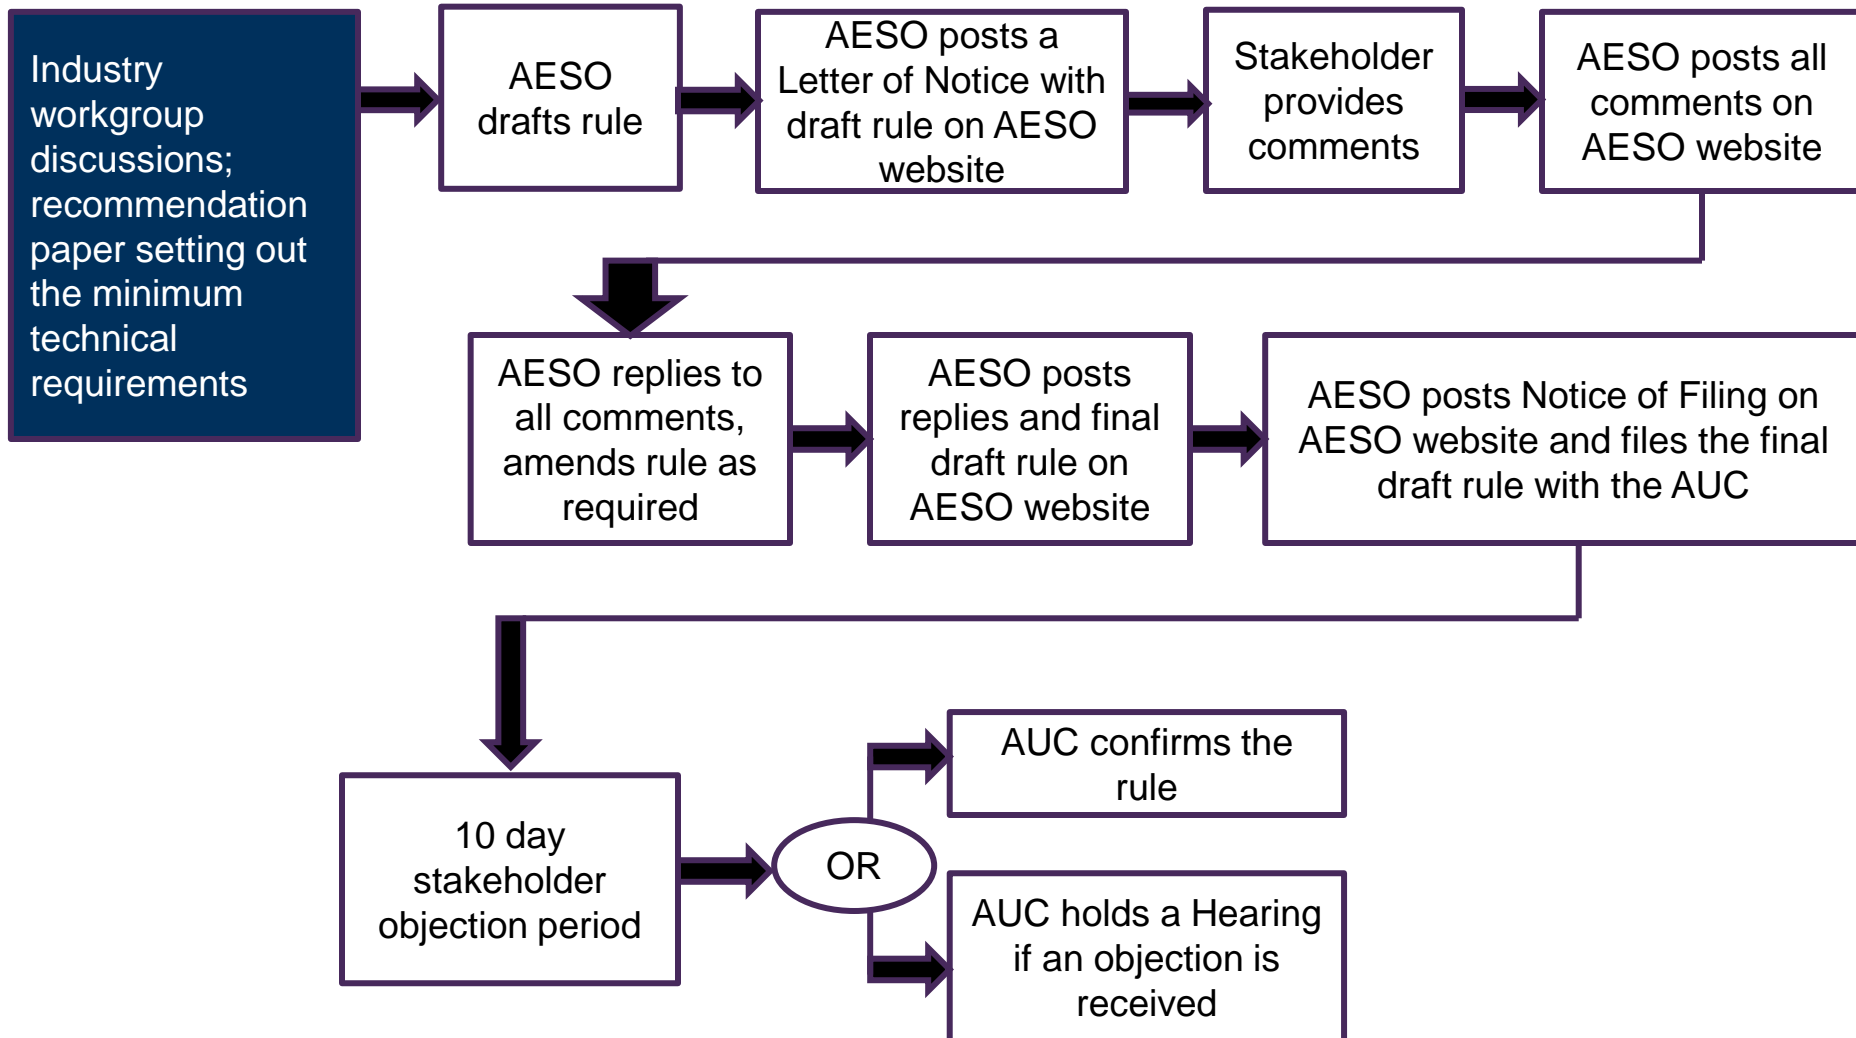 Industry
workgroup
discussions;
recommendation
paper setting out
the minimum
technical
requirements
AESO
drafts rule
AESO posts a
Letter of Notice with
draft rule on AESO
website
Stakeholder
provides
comments
AESO posts all
comments on
AESO website
AESO replies to
all comments,
amends rule as
required
AESO posts
replies and final
draft rule on
AESO website
AESO posts Notice of Filing on
AESO website and files the final
draft rule with the AUC
10 day
stakeholder
objection period
OR
AUC confirms the
rule
AUC holds a Hearing
if an objection is
received